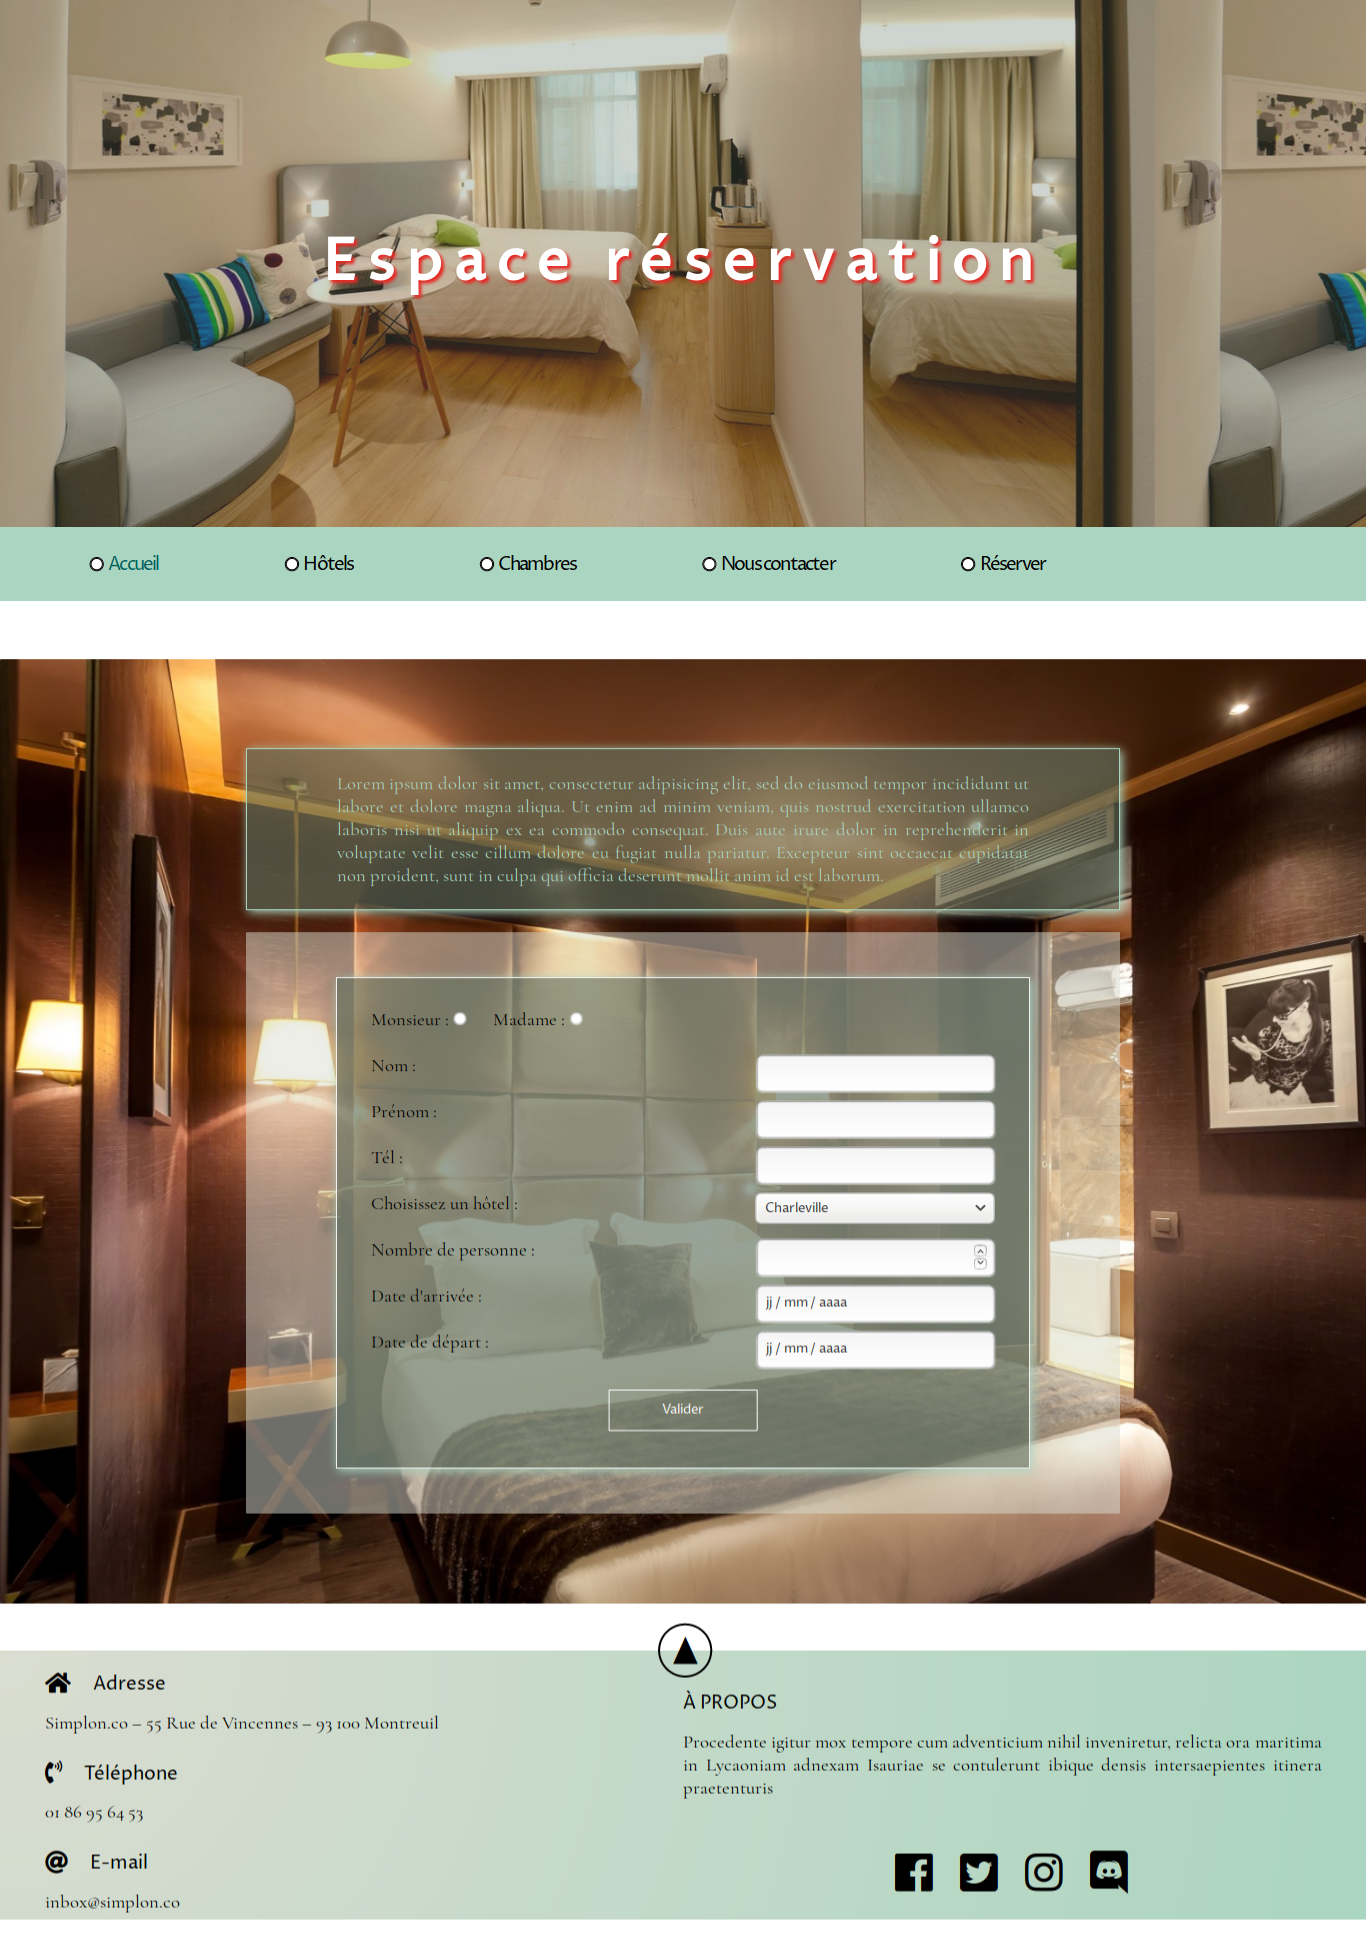 Espace réservation
Accueil
Hôtels
Chambres
Nous contacter
Réserver
Lorem ipsum dolor sit amet, consectetur adipisicing elit, sed do eiusmod tempor incididunt ut
labore et dolore magna aliqua. Ut enim ad minim veniam, quis nostrud exercitation ullamco
laboris nisi ut aliquip ex ea commodo consequat. Duis aute irure dolor in reprehenderit in
voluptate velit esse cillum dolore eu fugiat nulla pariatur. Excepteur sint occaecat cupidatat
non proident, sunt in culpa qui officia deserunt mollit anim id est laborum.
Monsieur : Madame :
Nom :
Prénom :
Tél :
Choisissez un hôtel :
Charleville
Nombre de personne :
Date d'arrivée :
jj / mm / aaaa
Date de départ :
jj / mm / aaaa
Valider
Adresse
Simplon.co – 55 Rue de Vincennes – 93 100 Montreuil
Téléphone
01 86 95 64 53
E-mail
inbox@simplon.co
À PROPOS
Procedente igitur mox tempore cum adventicium nihil inveniretur, relicta ora maritima
in Lycaoniam adnexam Isauriae se contulerunt ibique densis intersaepientes itinera
praetenturis